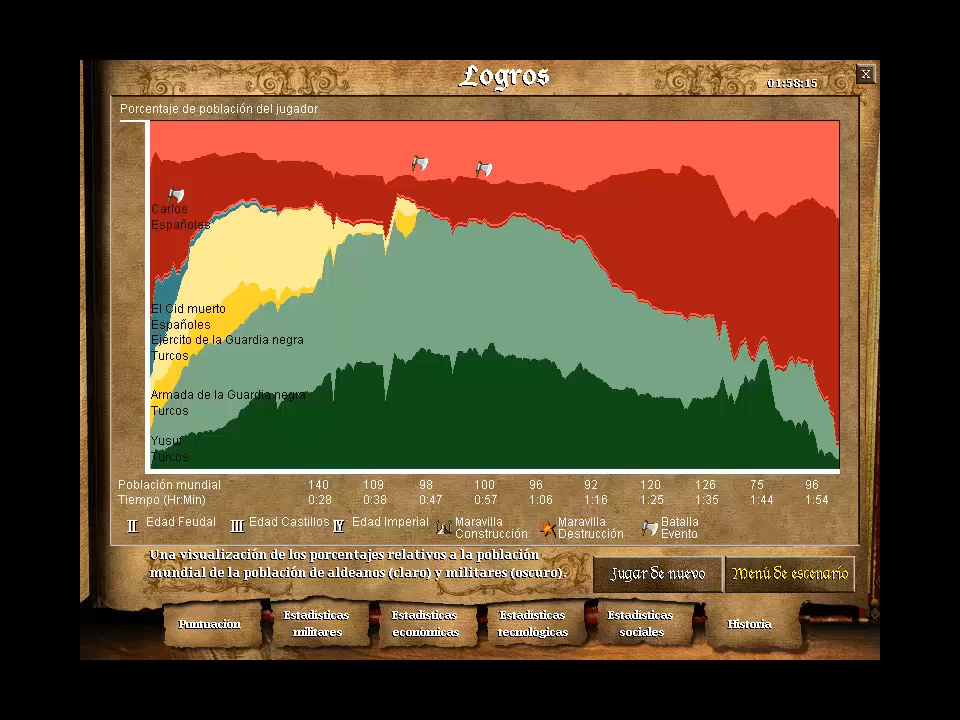 Logros
01:58:15
X
Porcentaje de población del jugador
Carlos
Españoles
El Cid muerto
Españoles
Ejército de la Guardia negra
Turcos
Armada de la Guardia negra
Turcos
Yusuf
Turcos
Población mundial 140 109 98 100 96 92 120 126 75 96
Tiempo (Hr:Min) 0:28 0:38 0:47 0:57 1:06 1:16 1:25 1:35 1:44 1:54
II Edad Feudal III Edad Castillos IV Edad Imperial Maravilla Construcción Maravilla Destrucción Batalla Evento
Una visualización de los porcentajes relativos a la población
mundial de la población de aldeanos (claro) y militares (oscuro).
Jugar de nuevo Menú de escenario
Puntuación
Estadísticas militares
Estadísticas económicas
Estadísticas tecnológicas
Estadísticas sociales
Historia